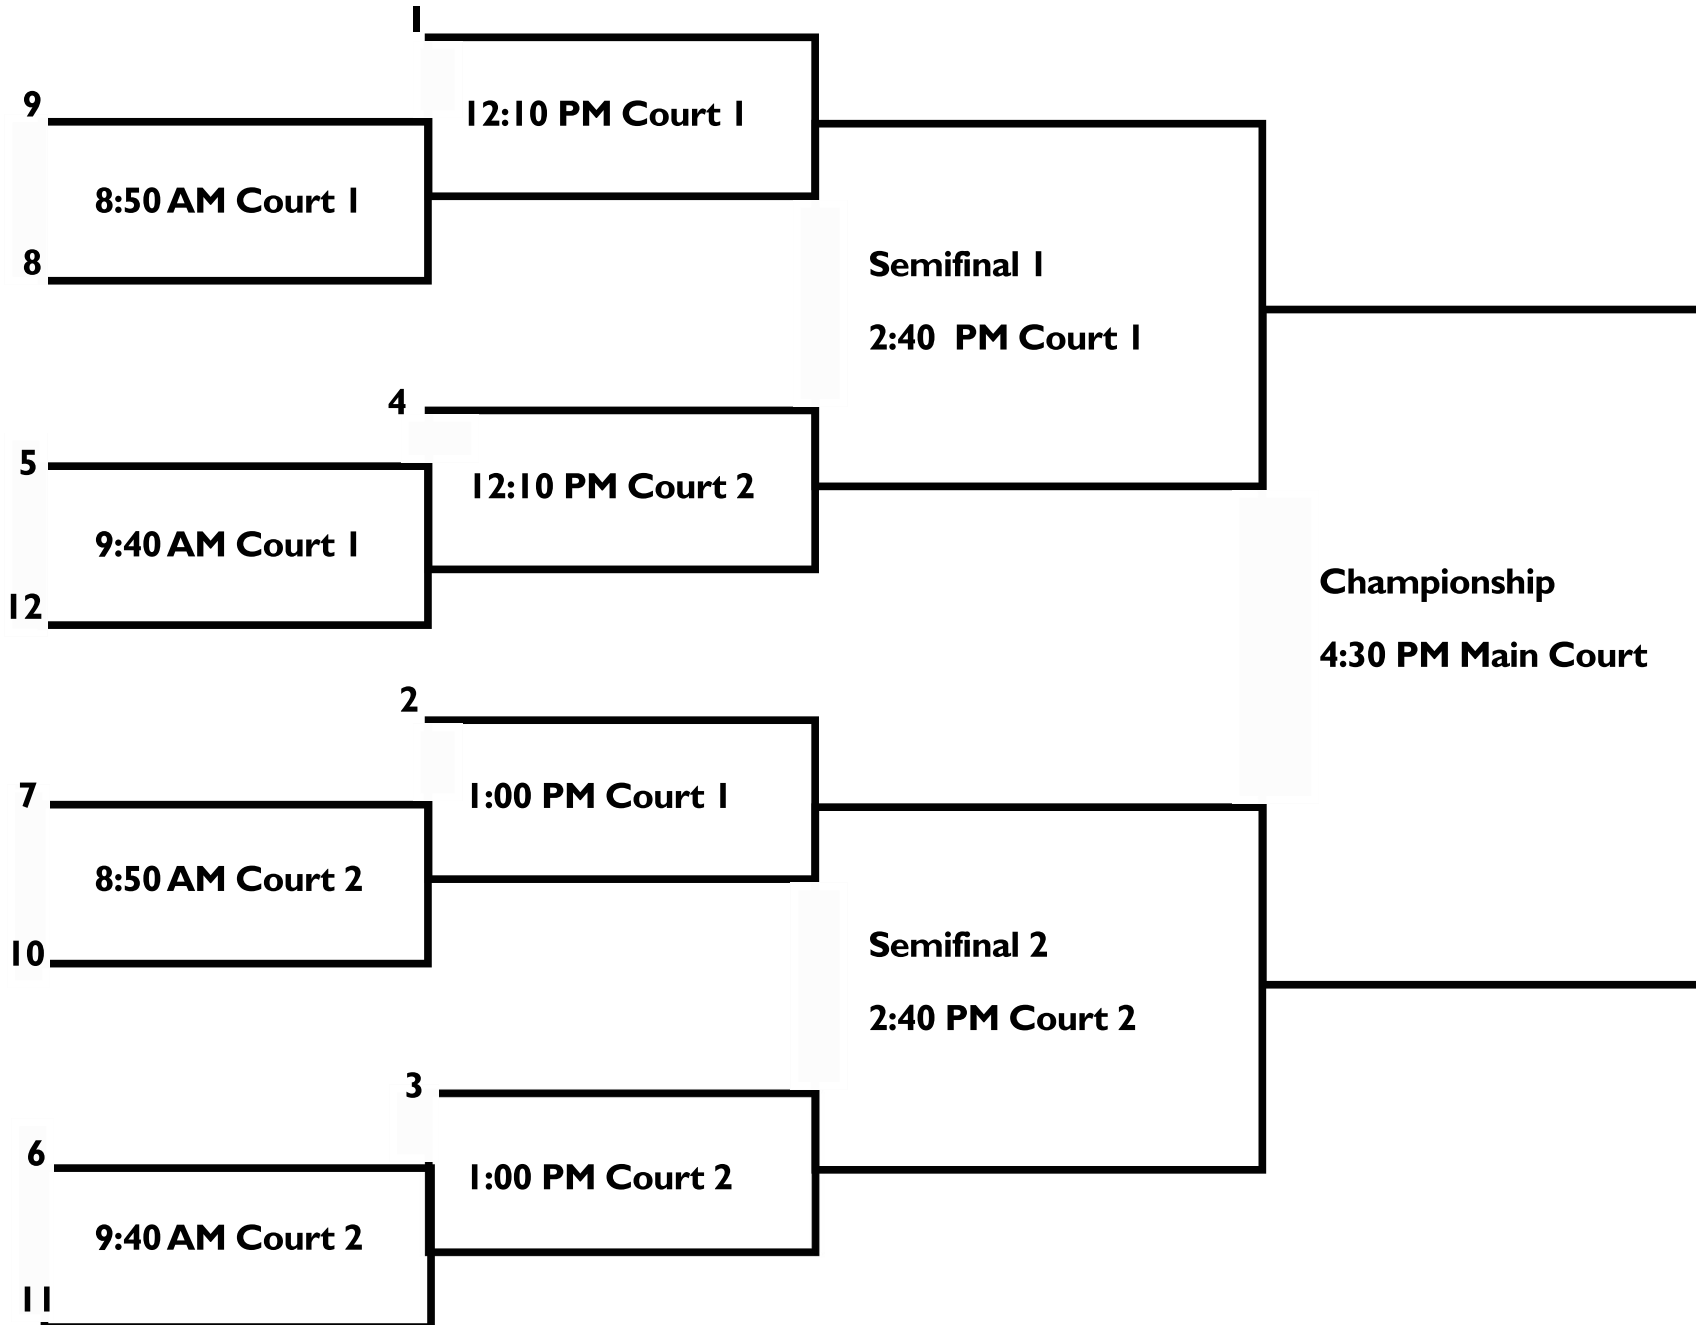 1
9
12:10 PM Court 1
8:50 AM Court 1
8
Semifinal 1
2:40 PM Court 1
4
5
12:10 PM Court 2
9:40 AM Court 1
12
Championship
4:30 PM Main Court
2
7
1:00 PM Court 1
8:50 AM Court 2
10
Semifinal 2
2:40 PM Court 2
3
6
1:00 PM Court 2
9:40 AM Court 2
11